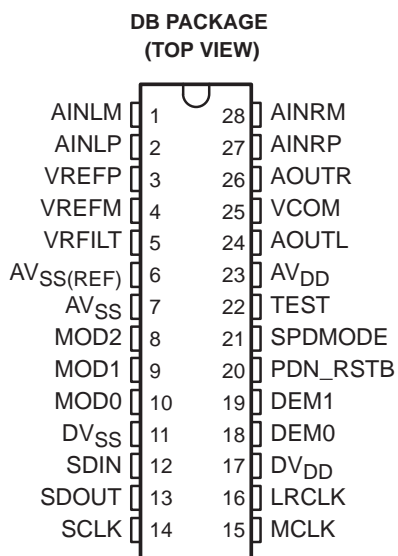 DB PACKAGE
(TOP VIEW)
AINLM 1 28 AINRM
AINLP 2 27 AINRP
VREFP 3 26 AOUTR
VREFM 4 25 VCOM
VRFILT 5 24 AOUTL
AVSS(REF) 6 23 AVDD
AVSS 7 22 TEST
MOD2 8 21 SPDMODE
MOD1 9 20 PDN_RSTB
MOD0 10 19 DEM1
DVSS 11 18 DEM0
SDIN 12 17 DVDD
SDOUT 13 16 LRCLK
SCLK 14 15 MCLK